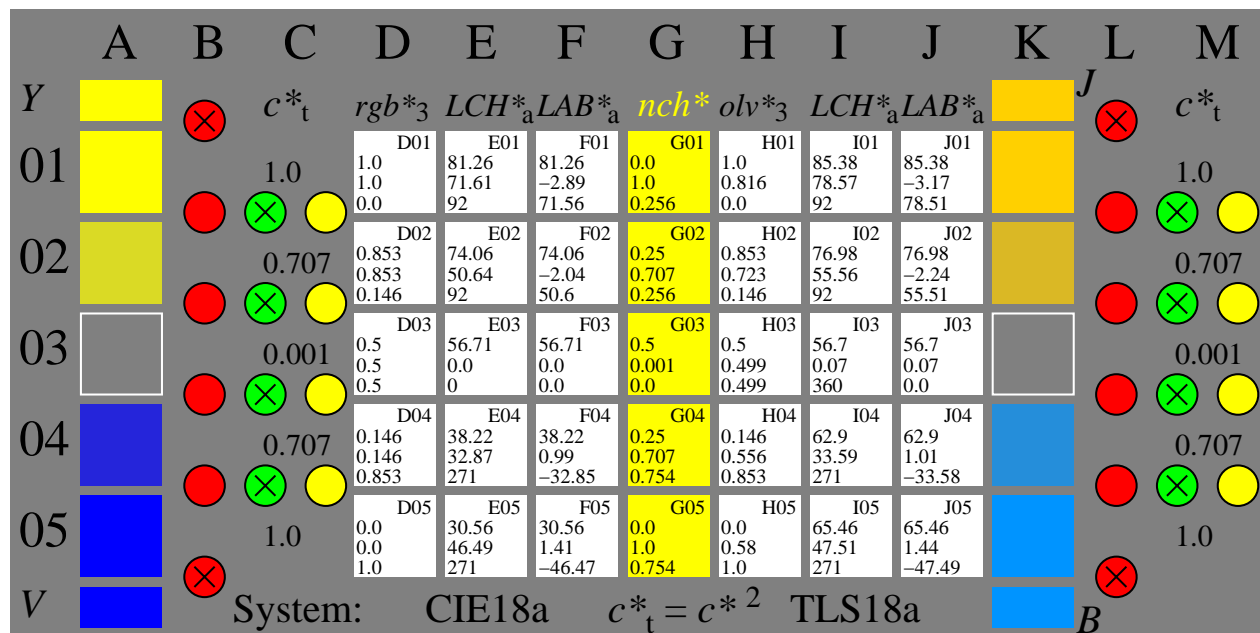 A B C D E F G H I J K L M
Y c*t rgb*3 LCH*a LAB*a nch* olv*3 LCH*a LAB*a J c*t
01 1.0 D01 E01 F01 G01 H01 I01 J01 1.0
1.0 81.26 81.26 0.0 1.0 85.38 85.38
1.0 71.61 −2.89 1.0 0.816 78.57 −3.17
0.0 92 71.56 0.256 0.0 92 78.51
02 0.707 D02 E02 F02 G02 H02 I02 J02 0.707
0.853 74.06 74.06 0.25 0.853 76.98 76.98
0.853 50.64 −2.04 0.707 0.723 55.56 −2.24
0.146 92 50.6 0.256 0.146 92 55.51
03 0.001 D03 E03 F03 G03 H03 I03 J03 0.001
0.5 56.71 56.71 0.5 0.5 56.7 56.7
0.5 0.0 0.0 0.001 0.499 0.07 0.07
0.5 0 0.0 0.0 0.499 360 0.0
04 0.707 D04 E04 F04 G04 H04 I04 J04 0.707
0.146 38.22 38.22 0.25 0.146 62.9 62.9
0.146 32.87 0.99 0.707 0.556 33.59 1.01
0.853 271 −32.85 0.754 0.853 271 −33.58
05 1.0 D05 E05 F05 G05 H05 I05 J05 1.0
0.0 30.56 30.56 0.0 0.0 65.46 65.46
0.0 46.49 1.41 1.0 0.58 47.51 1.44
1.0 271 −46.47 0.754 1.0 271 −47.49
V System: CIE18a c*t = c* 2 TLS18a B